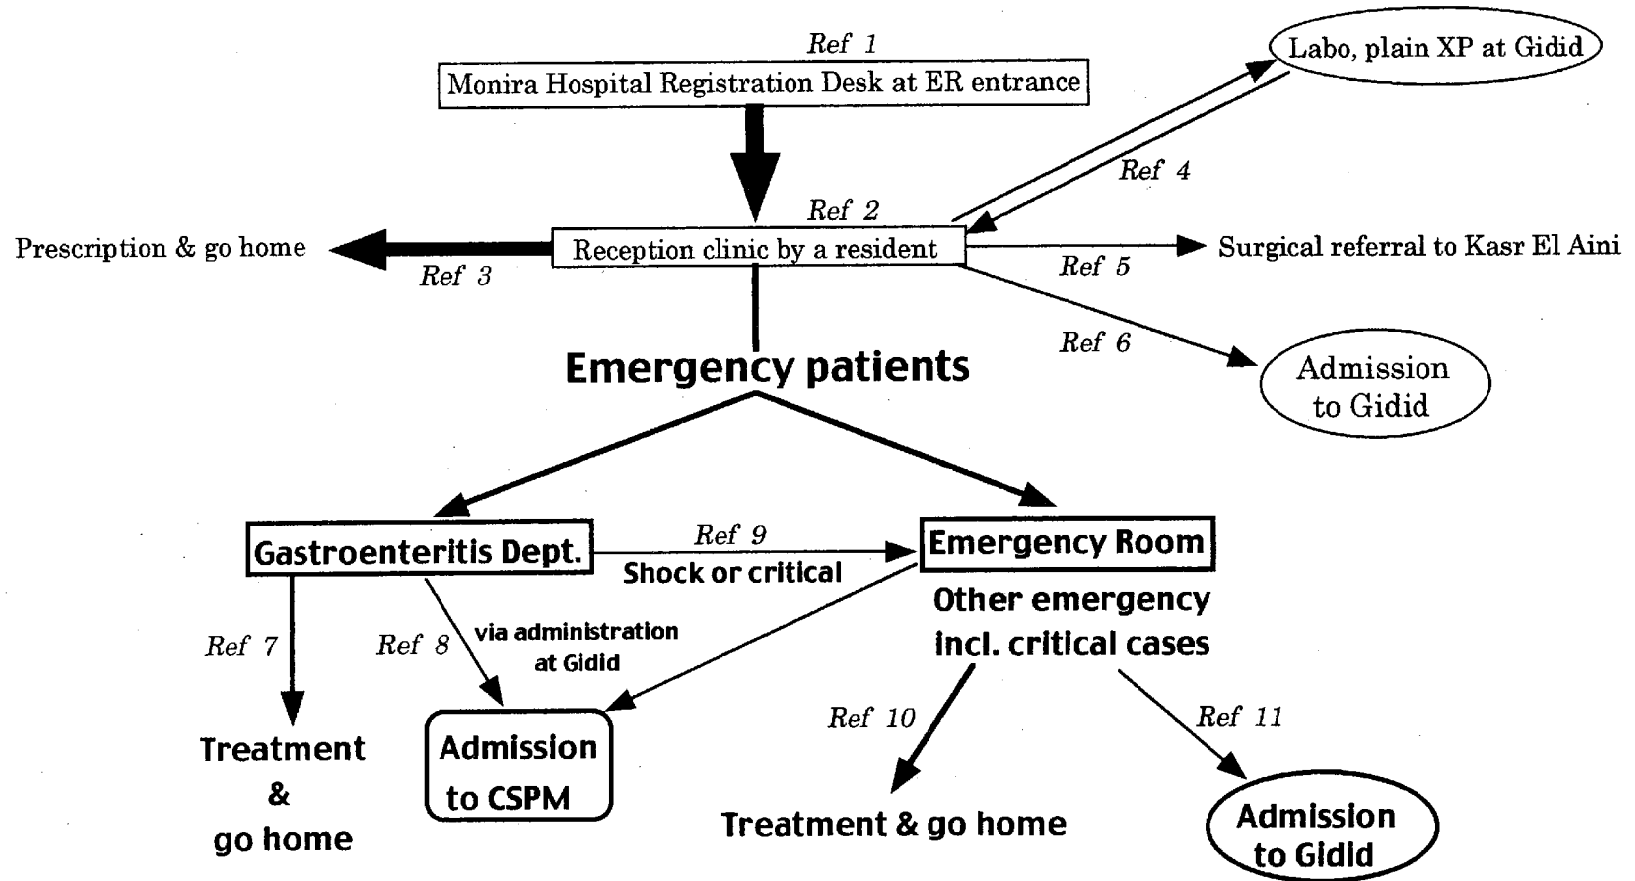 Ref 1
Labo, plain XP at Gidid
Monira Hospital Registration Desk at ER entrance
Ref 4
Ref 2
Prescription & go home
Reception clinic by a resident
Surgical referral to Kasr El Aini
Ref 3
Ref 5
Ref 6
Emergency patients
Admission
to Gidid
Gastroenteritis Dept.
Ref 9
Shock or critical
Emergency Room
Other emergency
incl. critical cases
Ref 7
Ref 8
via administration
at Gidid
Ref 10
Ref 11
Treatment
&
go home
Admission
to CSPM
Treatment & go home
Admission
to Gidid